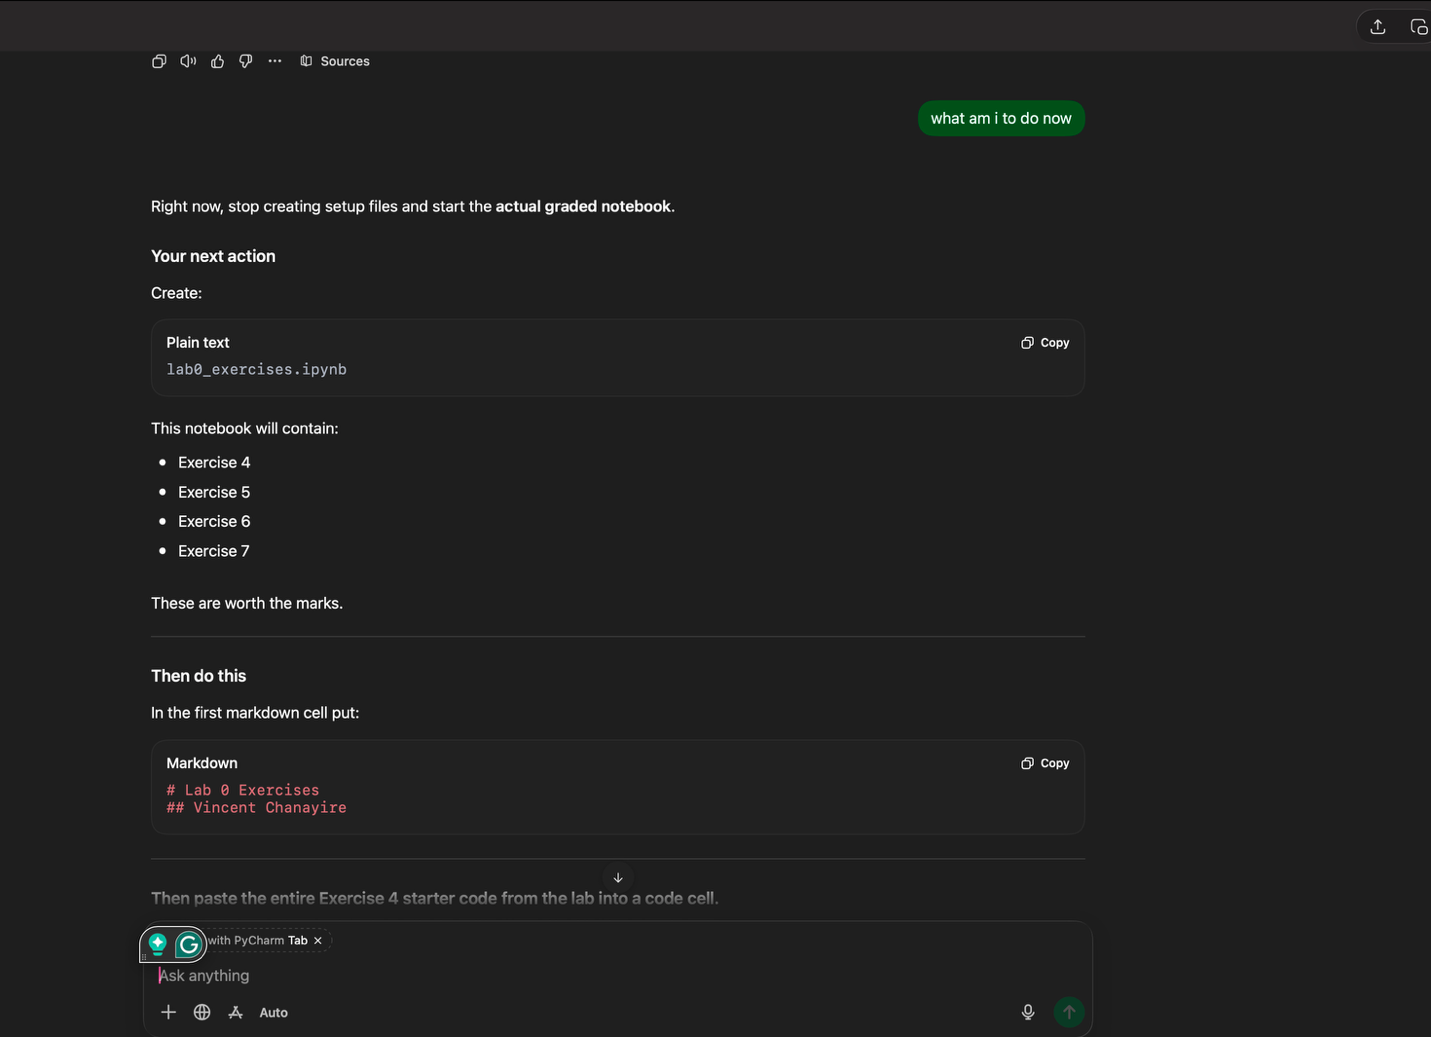 Sources
what am i to do now
Right now, stop creating setup files and start the actual graded notebook.
Your next action
Create:
Plain text
Copy
lab0_exercises.ipynb
This notebook will contain:
Exercise 4
Exercise 5
Exercise 6
Exercise 7
These are worth the marks.
Then do this
In the first markdown cell put:
Markdown
Copy
# Lab 0 Exercises
## Vincent Chanayire
Then paste the entire Exercise 4 starter code from the lab into a code cell.
with PyCharm Tab
Ask anything
Auto